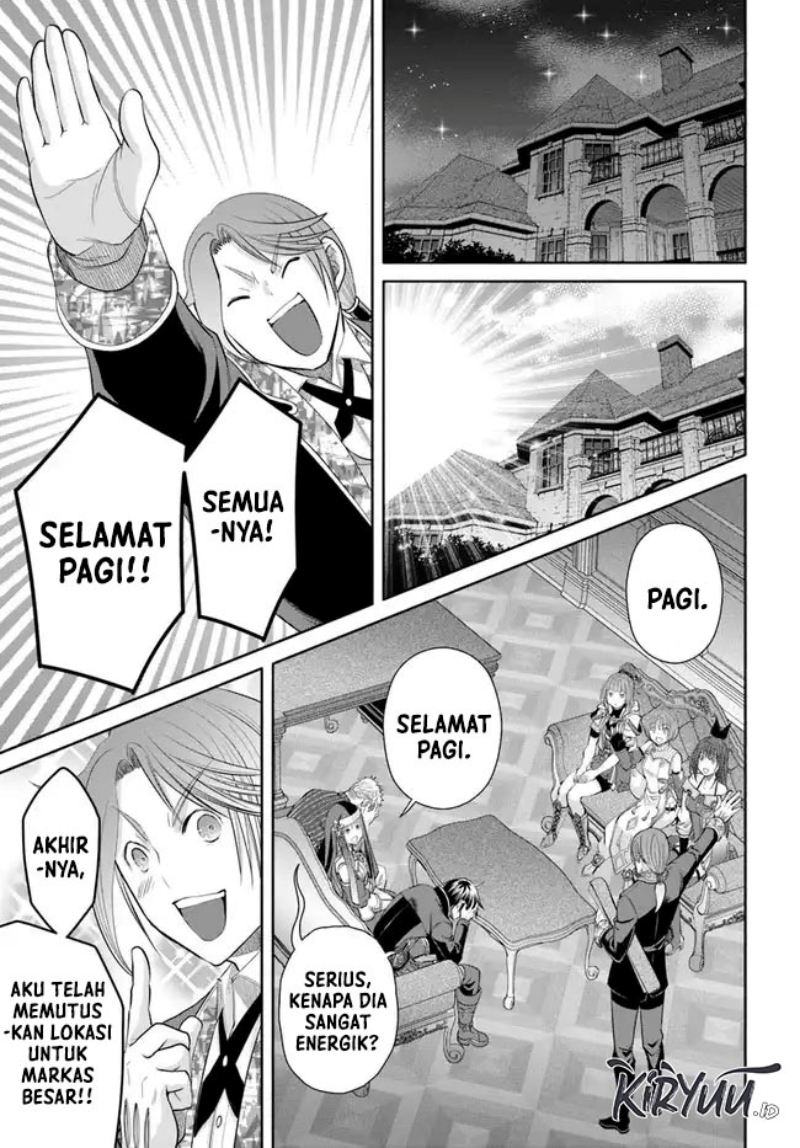 SEMUA
-NYA!
SELAMAT
PAGI!!
PAGI.
SELAMAT
PAGI.
SERIUS,
KENAPA DIA
SANGAT
ENERGIK?
AKHIR
-NYA,
AKU TELAH
MEMUTUS
-KAN LOKASI
UNTUK
MARKAS
BESAR!!
KIRYUU.ID